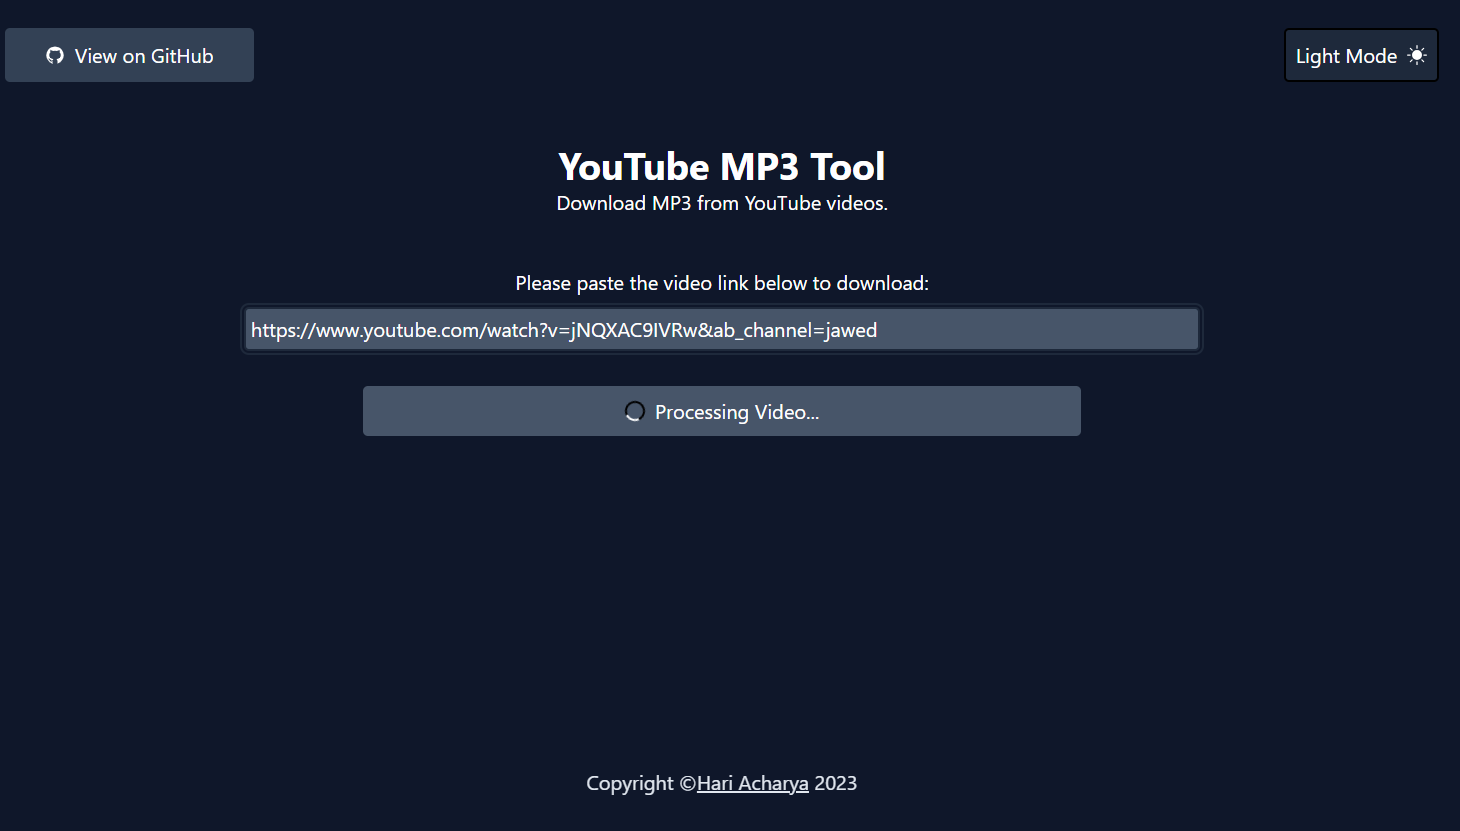 View on GitHub
Light Mode
YouTube MP3 Tool
Download MP3 from YouTube videos.
Please paste the video link below to download:
https://www.youtube.com/watch?v=jNQXAC9IVRw&ab_channel=jawed
Processing Video...
Copyright ©Hari Acharya 2023